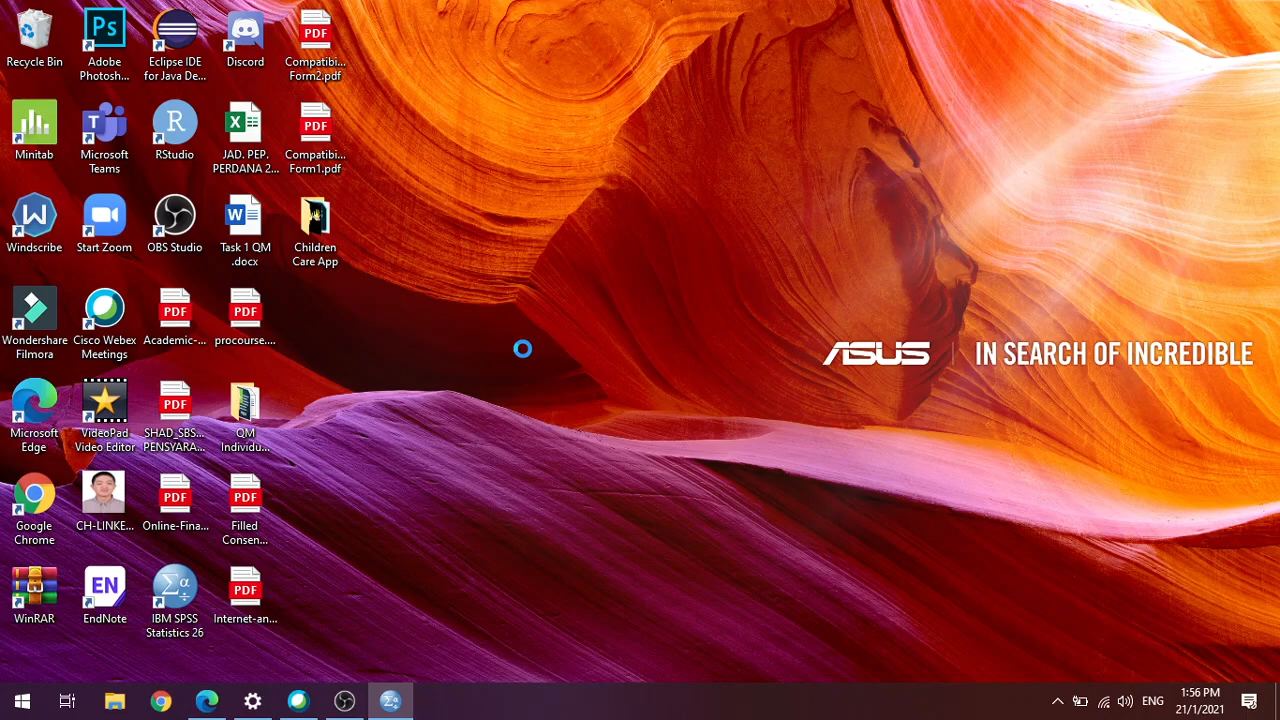 Recycle Bin
Adobe
Photosh...
Eclipse IDE
for Java De...
Discord
PDF
Compatibi...
Form2.pdf
Minitab
Microsoft
Teams
RStudio
JAD. PEP.
PERDANA 2...
PDF
Compatibi...
Form1.pdf
Windscribe
Start Zoom
OBS Studio
Task 1 QM
.docx
Children
Care App
Wondershare
Filmora
Cisco Webex
Meetings
PDF
Academic-...
PDF
procourse....
ASUS
IN SEARCH OF INCREDIBLE
Microsoft
Edge
VideoPad
Video Editor
PDF
SHAD_SBS...
PENSYARA...
QM
Individu...
Google
Chrome
CH-LINKE...
PDF
Online-Fina...
PDF
Filled
Consen...
WinRAR
EN
EndNote
Σα
IBM SPSS
Statistics 26
PDF
Internet-an...
ENG
1:56 PM
21/1/2021